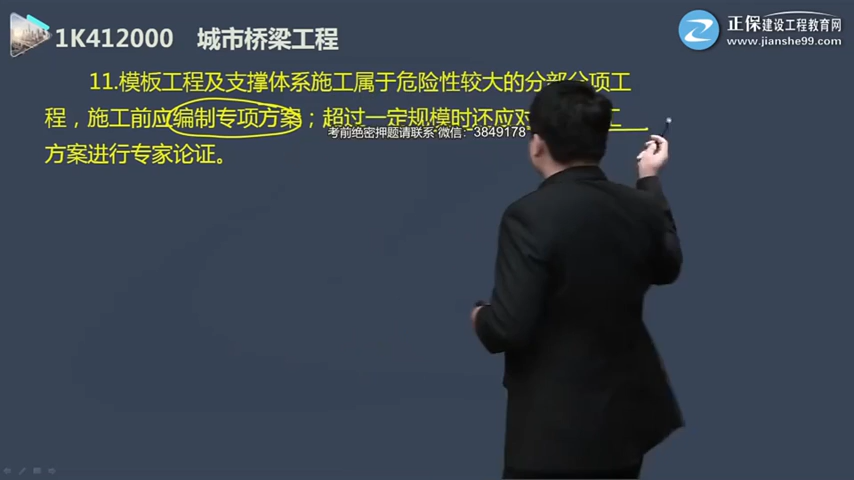 1K412000 城市桥梁工程
正保建设工程教育网
www.jianshe99.com
11.模板工程及支撑体系施工属于危险性较大的分部分项工
程，施工前应编制专项方案；超过一定规模时还应对
工
考前绝密押题请联系 微信：3849178
方案进行专家论证。